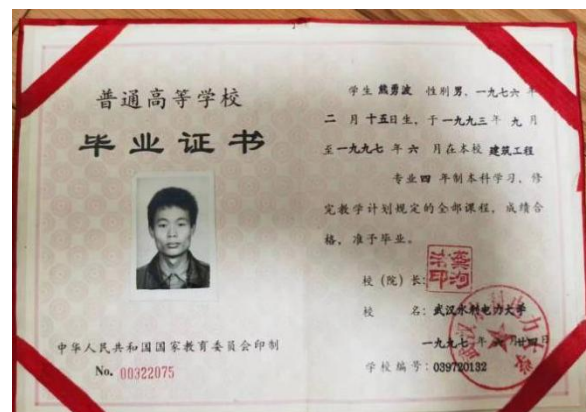 普通高等学校
毕业证书
中华人民共和国国家教育委员会印制
No. 00322075
学生 熊勇波 性别 男，一九七六 年
二 月 十五日生，于一九九三 年 九 月
至一九九七 年 六 月在本校 建筑工程
专业 四 年制本科学习，修
完教学计划规定的全部课程，成绩合
格，准予毕业。
校（院）长：
校 名：武汉水利电力大学
一九九七 年 六 月 廿四日
学校编号：039720132